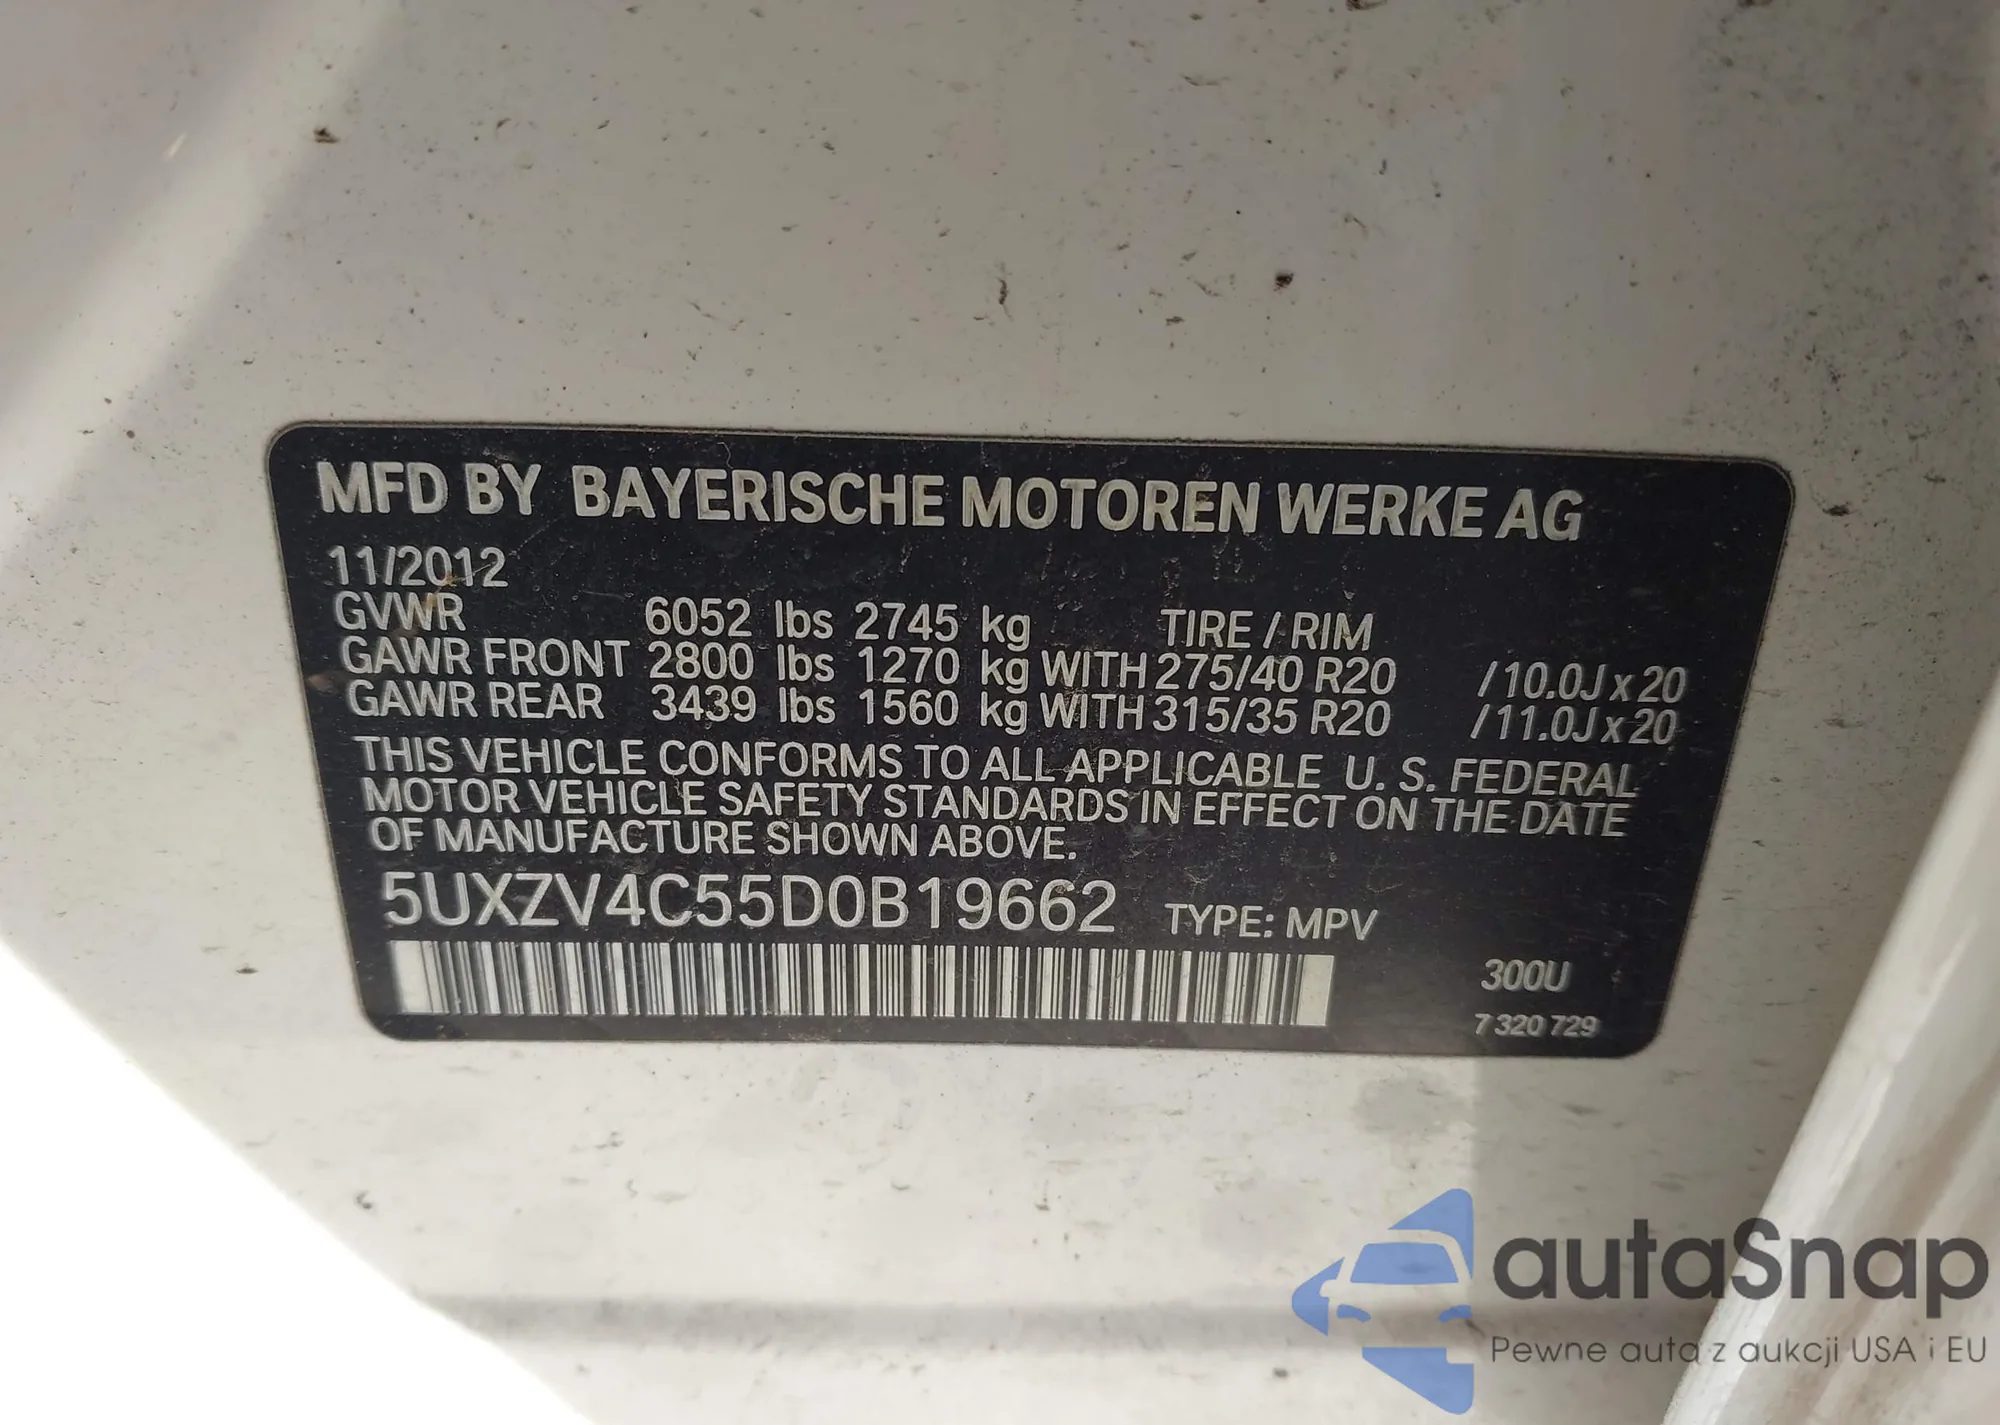 MFD BY BAYERISCHE MOTOREN WERKE AG
11/2012
GVWR 6052 lbs 2745 kg TIRE / RIM
GAWR FRONT 2800 lbs 1270 kg WITH 275/40 R20 / 10.0J x 20
GAWR REAR 3439 lbs 1560 kg WITH 315/35 R20 / 11.0J x 20
THIS VEHICLE CONFORMS TO ALL APPLICABLE U. S. FEDERAL
MOTOR VEHICLE SAFETY STANDARDS IN EFFECT ON THE DATE
OF MANUFACTURE SHOWN ABOVE.
5UXZV4C55D0B19662 TYPE: MPV
300U
7 320 729
autaSnap
Pewne auta z aukcji USA i EU